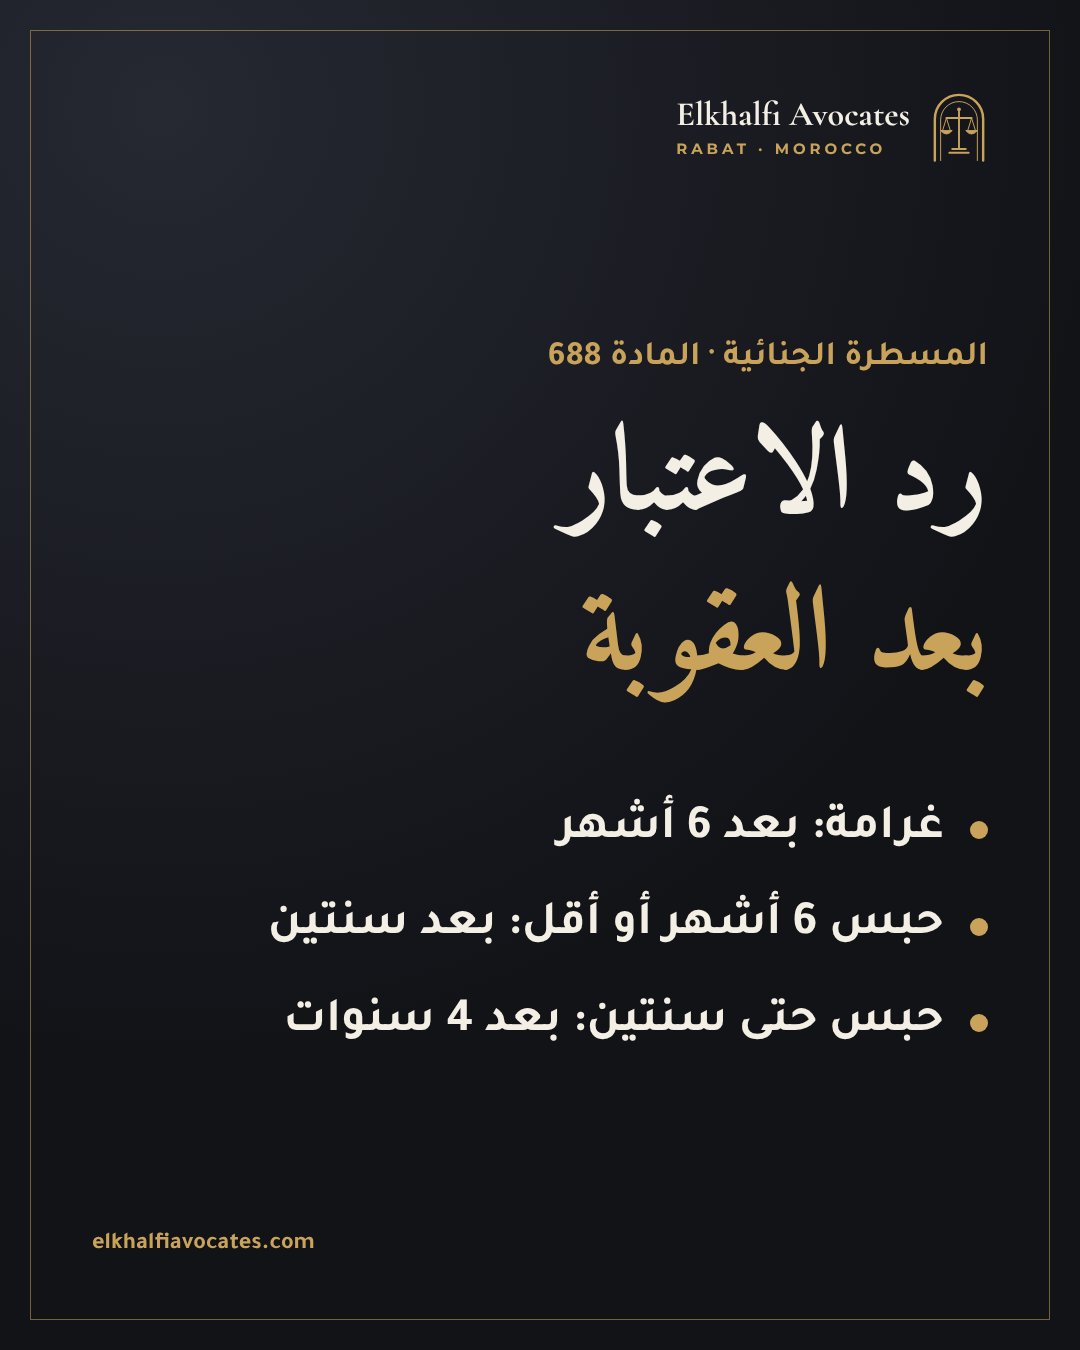 Elkhalfi Avocates
RABAT · MOROCCO
المسطرة الجنائية · المادة 688
رد الاعتبار
بعد العقوبة
غرامة: بعد 6 أشهر
حبس 6 أشهر أو أقل: بعد سنتين
حبس حتى سنتين: بعد 4 سنوات
elkhalfiavocates.com